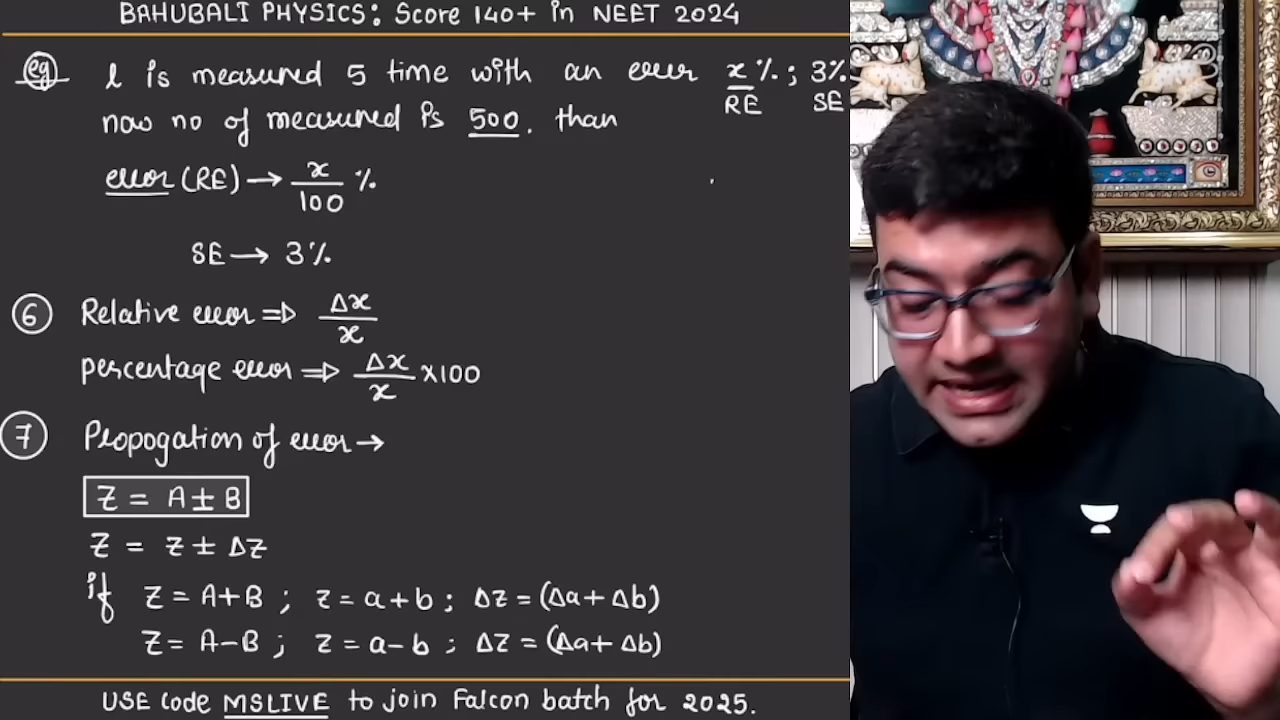 BAHUBALI PHYSICS: Score 140+ in NEET 2024
eg l is measured 5 time with an error x%; 3%
RE SE
now no of measured is 500. than
error (RE) → x/100 %
SE → 3%
6 Relative error ⇒ Δx/x
percentage error ⇒ Δx/x ×100
7 Propogation of error →
Z = A ± B
Z = z ± ΔZ
if Z = A+B ; z = a+b ; Δz = (Δa+Δb)
Z = A-B ; z = a-b ; Δz = (Δa+Δb)
USE Code MSLIVE to join Falcon batch for 2025.